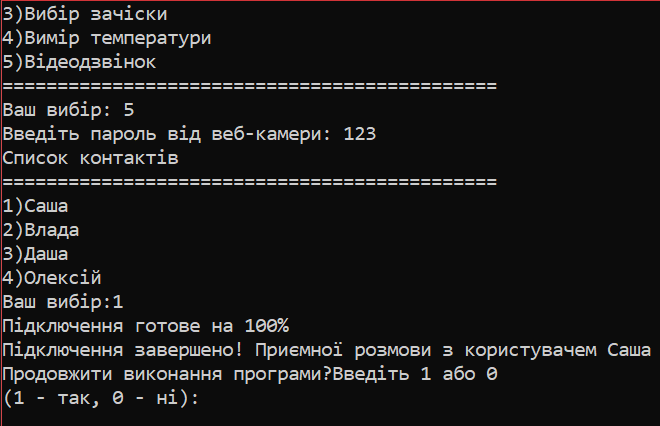 3)Вибір зачіски
4)Вимір температури
5)Відеодзвінок
=============================================
Ваш вибір: 5
Введіть пароль від веб-камери: 123
Список контактів
=============================================
1)Саша
2)Влада
3)Даша
4)Олексій
Ваш вибір:1
Підключення готове на 100%
Підключення завершено! Приємної розмови з користувачем Саша
Продовжити виконання програми?Введіть 1 або 0
(1 - так, 0 - ні):